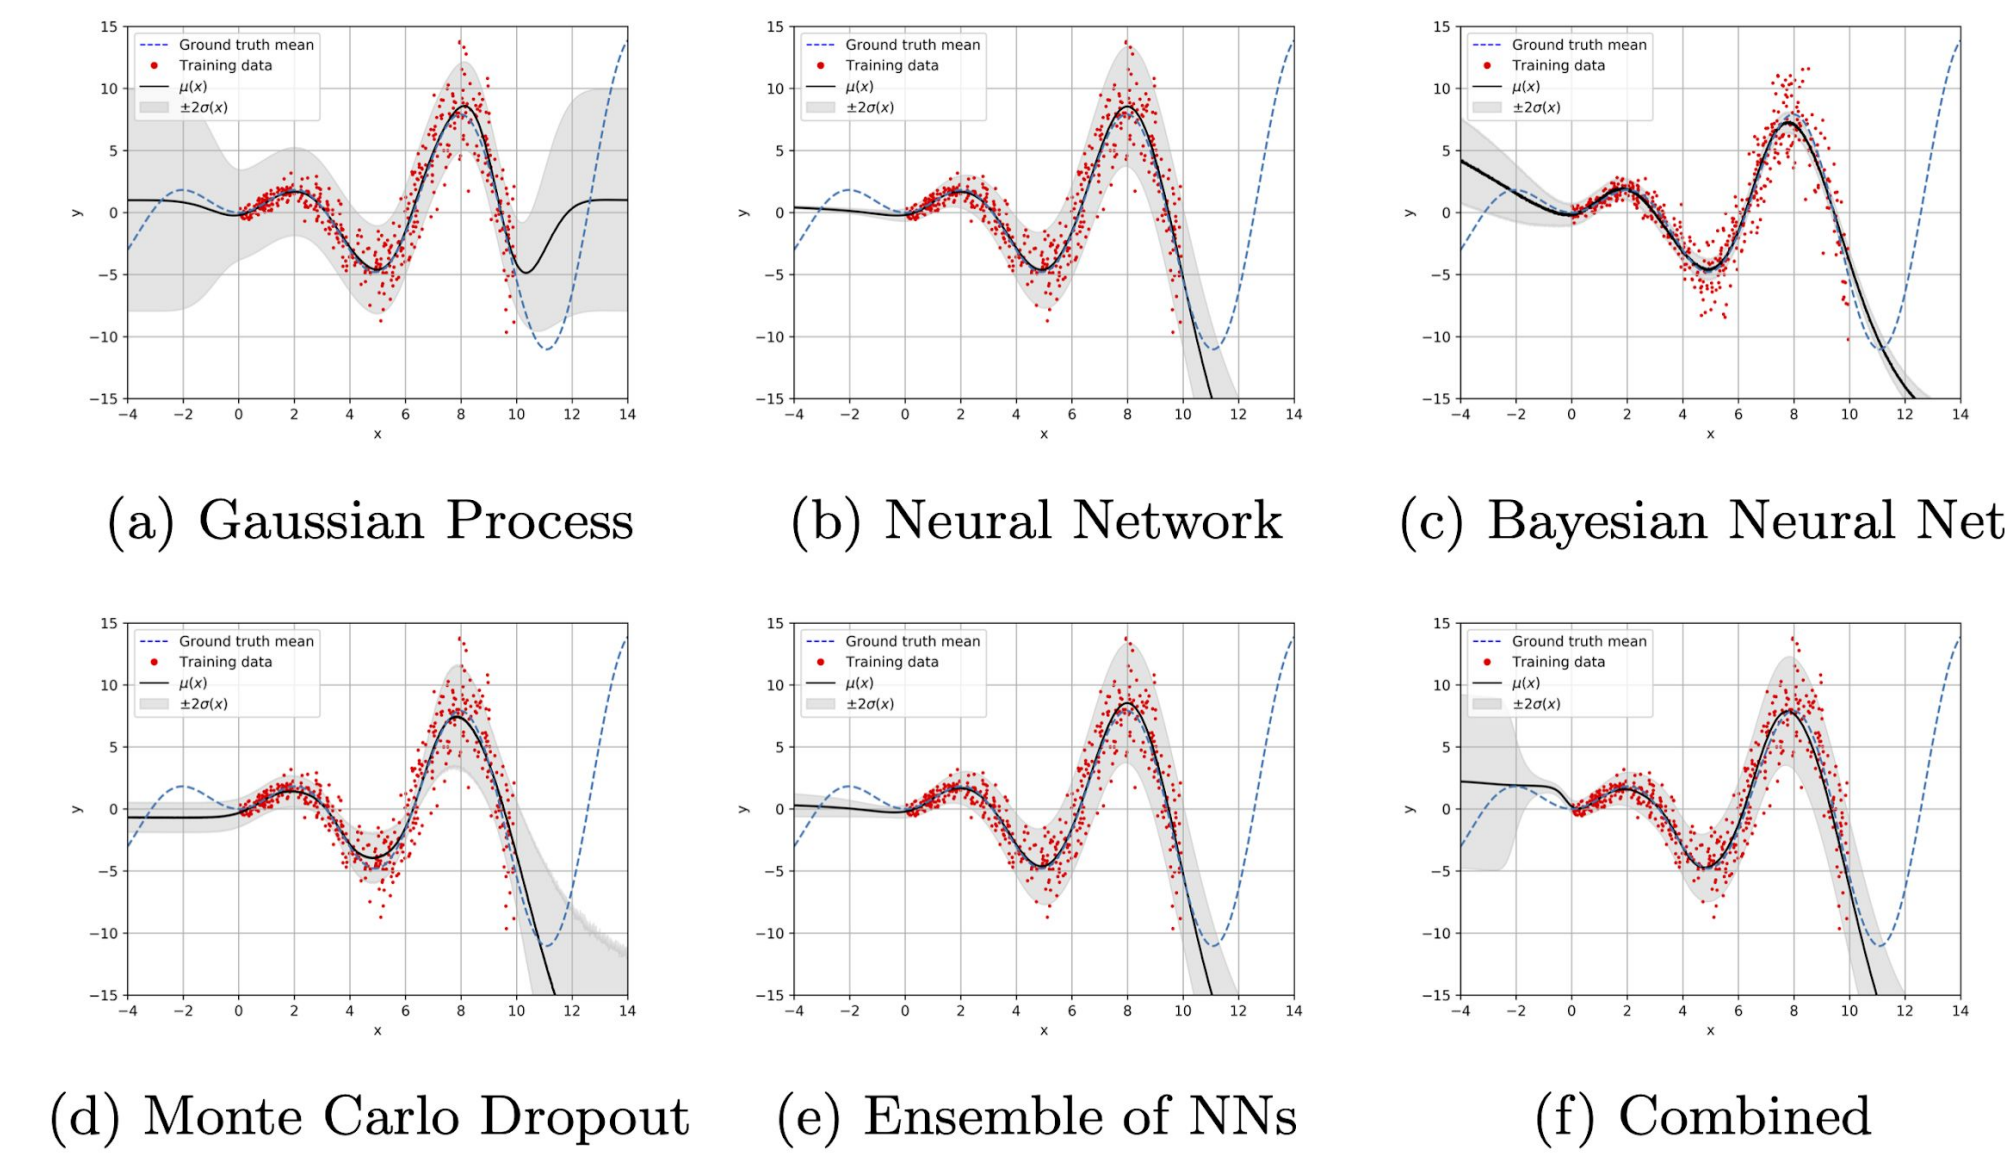 15
10
5
0
−5
−10
−15
y
Ground truth mean
Training data
μ(x)
±2σ(x)
−4 −2 0 2 4 6 8 10 12 14
x
(a) Gaussian Process
15
10
5
0
−5
−10
−15
y
Ground truth mean
Training data
μ(x)
±2σ(x)
−4 −2 0 2 4 6 8 10 12 14
x
(b) Neural Network
15
10
5
0
−5
−10
−15
y
Ground truth mean
Training data
μ(x)
±2σ(x)
−4 −2 0 2 4 6 8 10 12 14
x
(c) Bayesian Neural Net
15
10
5
0
−5
−10
−15
y
Ground truth mean
Training data
μ(x)
±2σ(x)
−4 −2 0 2 4 6 8 10 12 14
x
(d) Monte Carlo Dropout
15
10
5
0
−5
−10
−15
y
Ground truth mean
Training data
μ(x)
±2σ(x)
−4 −2 0 2 4 6 8 10 12 14
x
(e) Ensemble of NNs
15
10
5
0
−5
−10
−15
y
Ground truth mean
Training data
μ(x)
±2σ(x)
−4 −2 0 2 4 6 8 10 12 14
x
(f) Combined